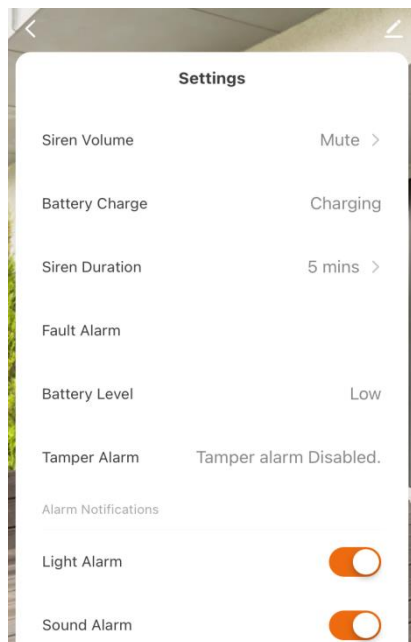 Settings
Siren Volume Mute
Battery Charge Charging
Siren Duration 5 mins
Fault Alarm
Battery Level Low
Tamper Alarm Tamper alarm Disabled.
Alarm Notifications
Light Alarm
Sound Alarm